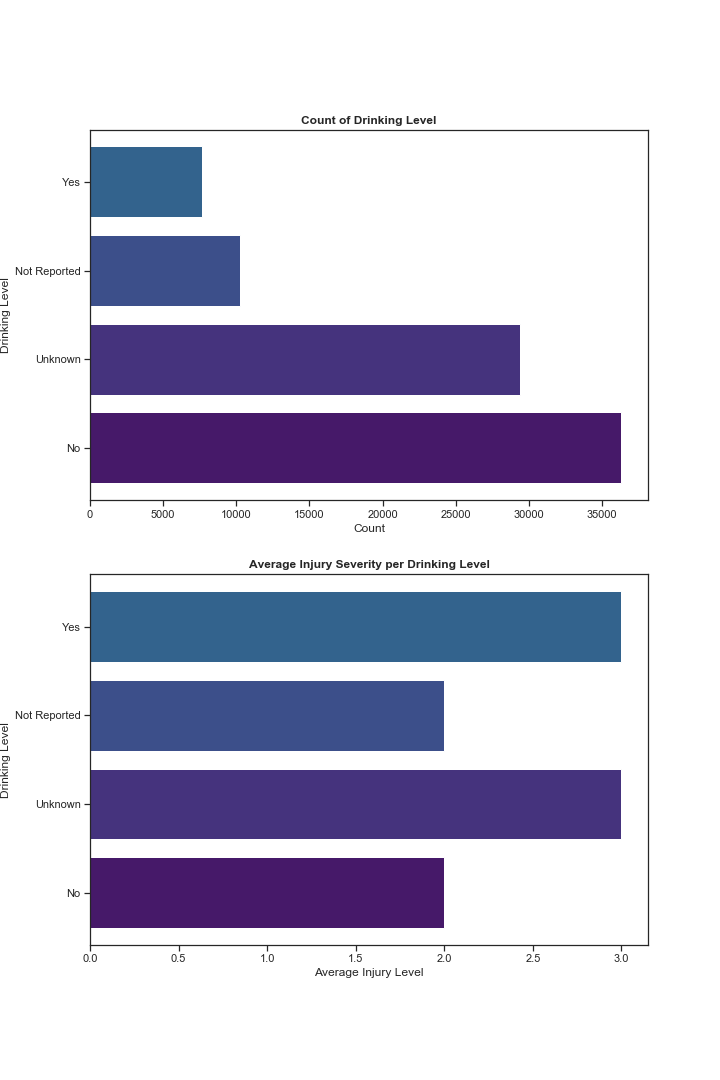 Count of Drinking Level
Drinking Level
Yes
Not Reported
Unknown
No
0 5000 10000 15000 20000 25000 30000 35000
Count
Average Injury Severity per Drinking Level
Drinking Level
Yes
Not Reported
Unknown
No
0.0 0.5 1.0 1.5 2.0 2.5 3.0
Average Injury Level